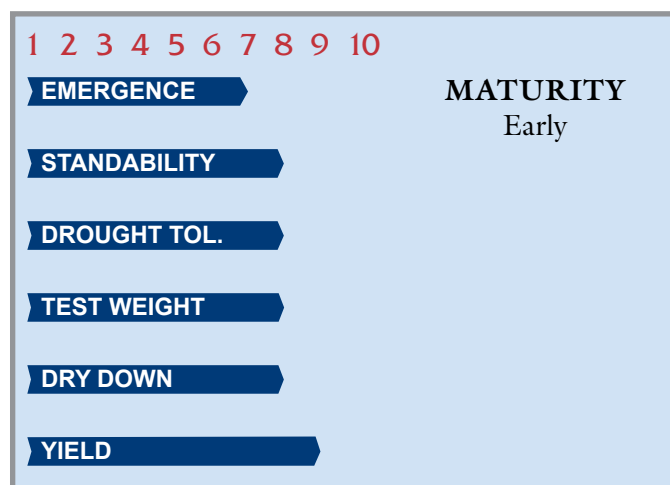 1 2 3 4 5 6 7 8 9 10
EMERGENCE
STANDABILITY
DROUGHT TOL.
TEST WEIGHT
DRY DOWN
YIELD
MATURITY
Early